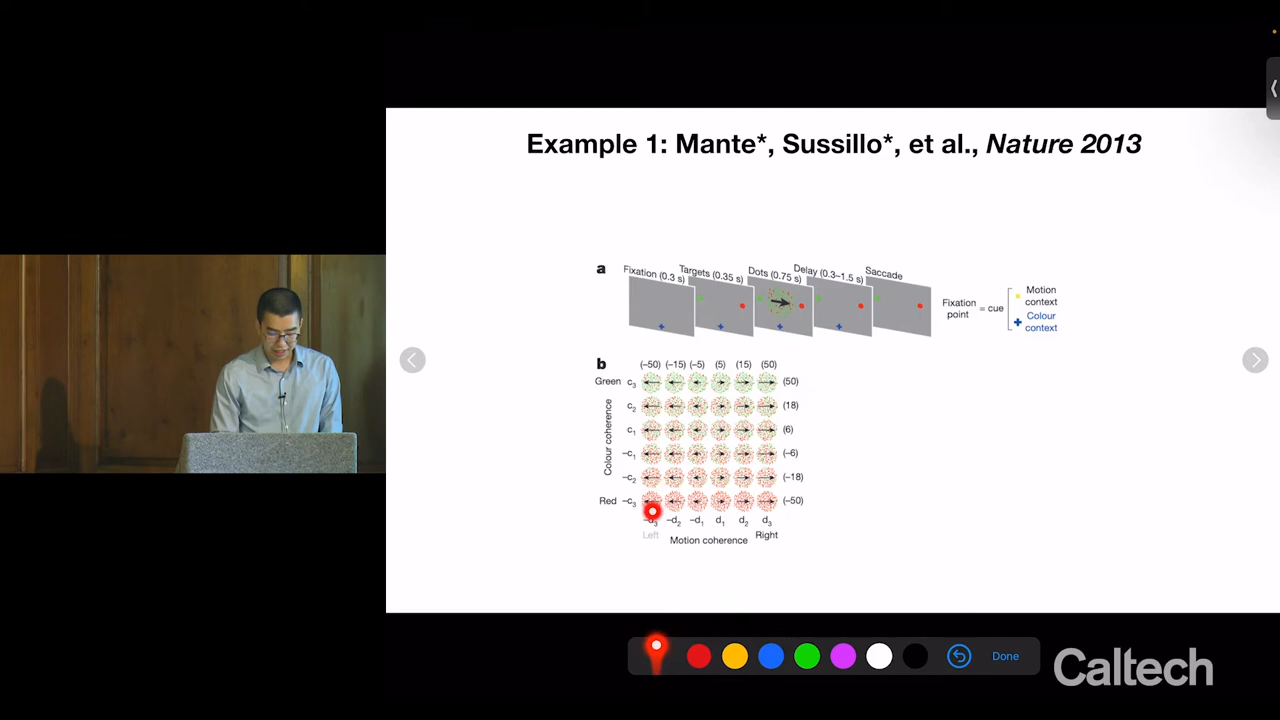 Example 1: Mante*, Sussillo*, et al., Nature 2013
a
Fixation (0.3 s) Targets (0.35 s) Dots (0.75 s) Delay (0.3–1.5 s) Saccade
Fixation point = cue
Motion context
Colour context
b
(−50) (−15) (−5) (5) (15) (50)
Green c3 (50)
c2 (18)
c1 (6)
−c1 (−6)
−c2 (−18)
Red −c3 (−50)
Colour coherence
−d3 −d2 −d1 d1 d2 d3
Left Right
Motion coherence
Done
Caltech